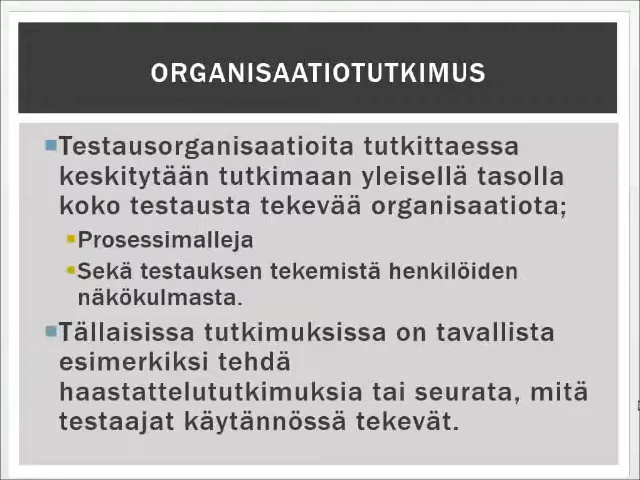 ORGANISAATIOTUTKIMUS
Testausorganisaatioita tutkittaessa
keskitytään tutkimaan yleisellä tasolla
koko testausta tekevää organisaatiota;
Prosessimalleja
Sekä testauksen tekemistä henkilöiden
näkökulmasta.
Tällaisissa tutkimuksissa on tavallista
esimerkiksi tehdä
haastattelututkimuksia tai seurata, mitä
testaajat käytännössä tekevät.